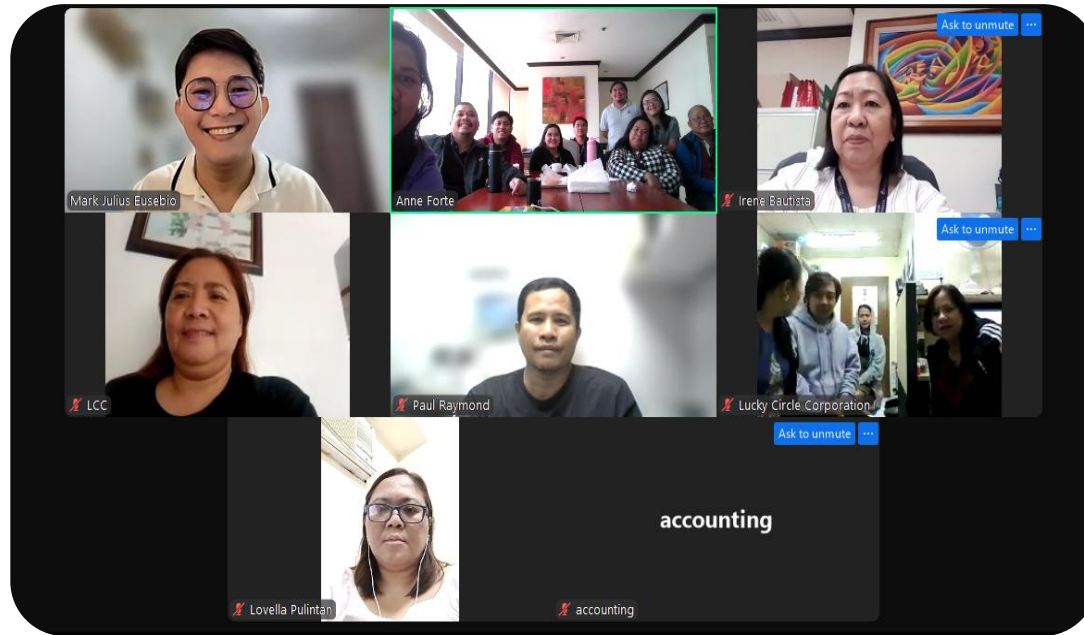 Ask to unmute ...
Mark Julius Eusebio
Anne Forte
Irene Bautista
Ask to unmute ...
LCC
Paul Raymond
Lucky Circle Corporation
Ask to unmute ...
accounting
Lovella Pulintan
accounting